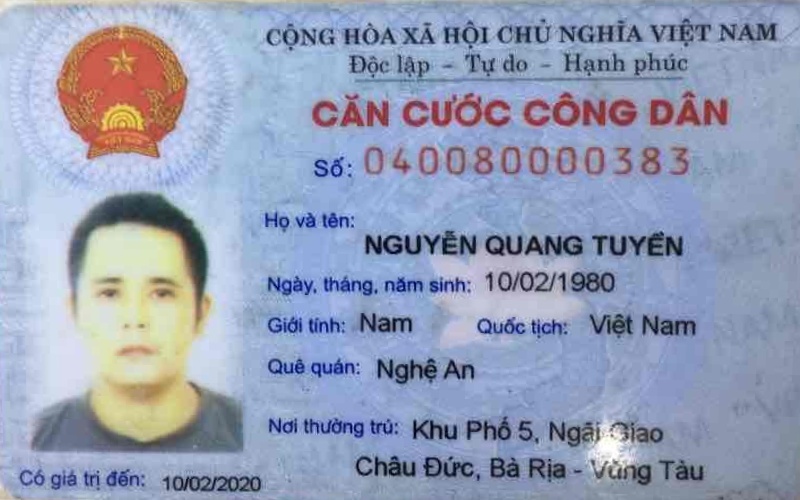 CỘNG HÒA XÃ HỘI CHỦ NGHĨA VIỆT NAM
Độc lập - Tự do - Hạnh phúc
CĂN CƯỚC CÔNG DÂN
Số: 040080000383
Họ và tên:
NGUYỄN QUANG TUYỀN
Ngày, tháng, năm sinh: 10/02/1980
Giới tính: Nam Quốc tịch: Việt Nam
Quê quán: Nghệ An
Nơi thường trú: Khu Phố 5, Ngãi Giao
Châu Đức, Bà Rịa - Vũng Tàu
Có giá trị đến: 10/02/2020